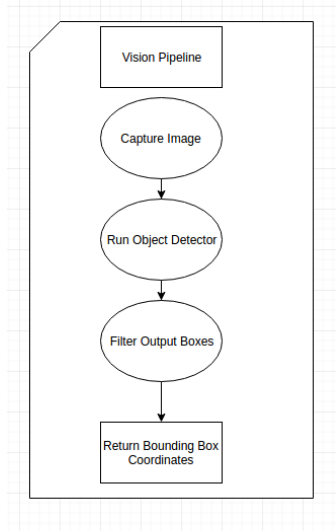 Vision Pipeline
Capture Image
Run Object Detector
Filter Output Boxes
Return Bounding Box
Coordinates